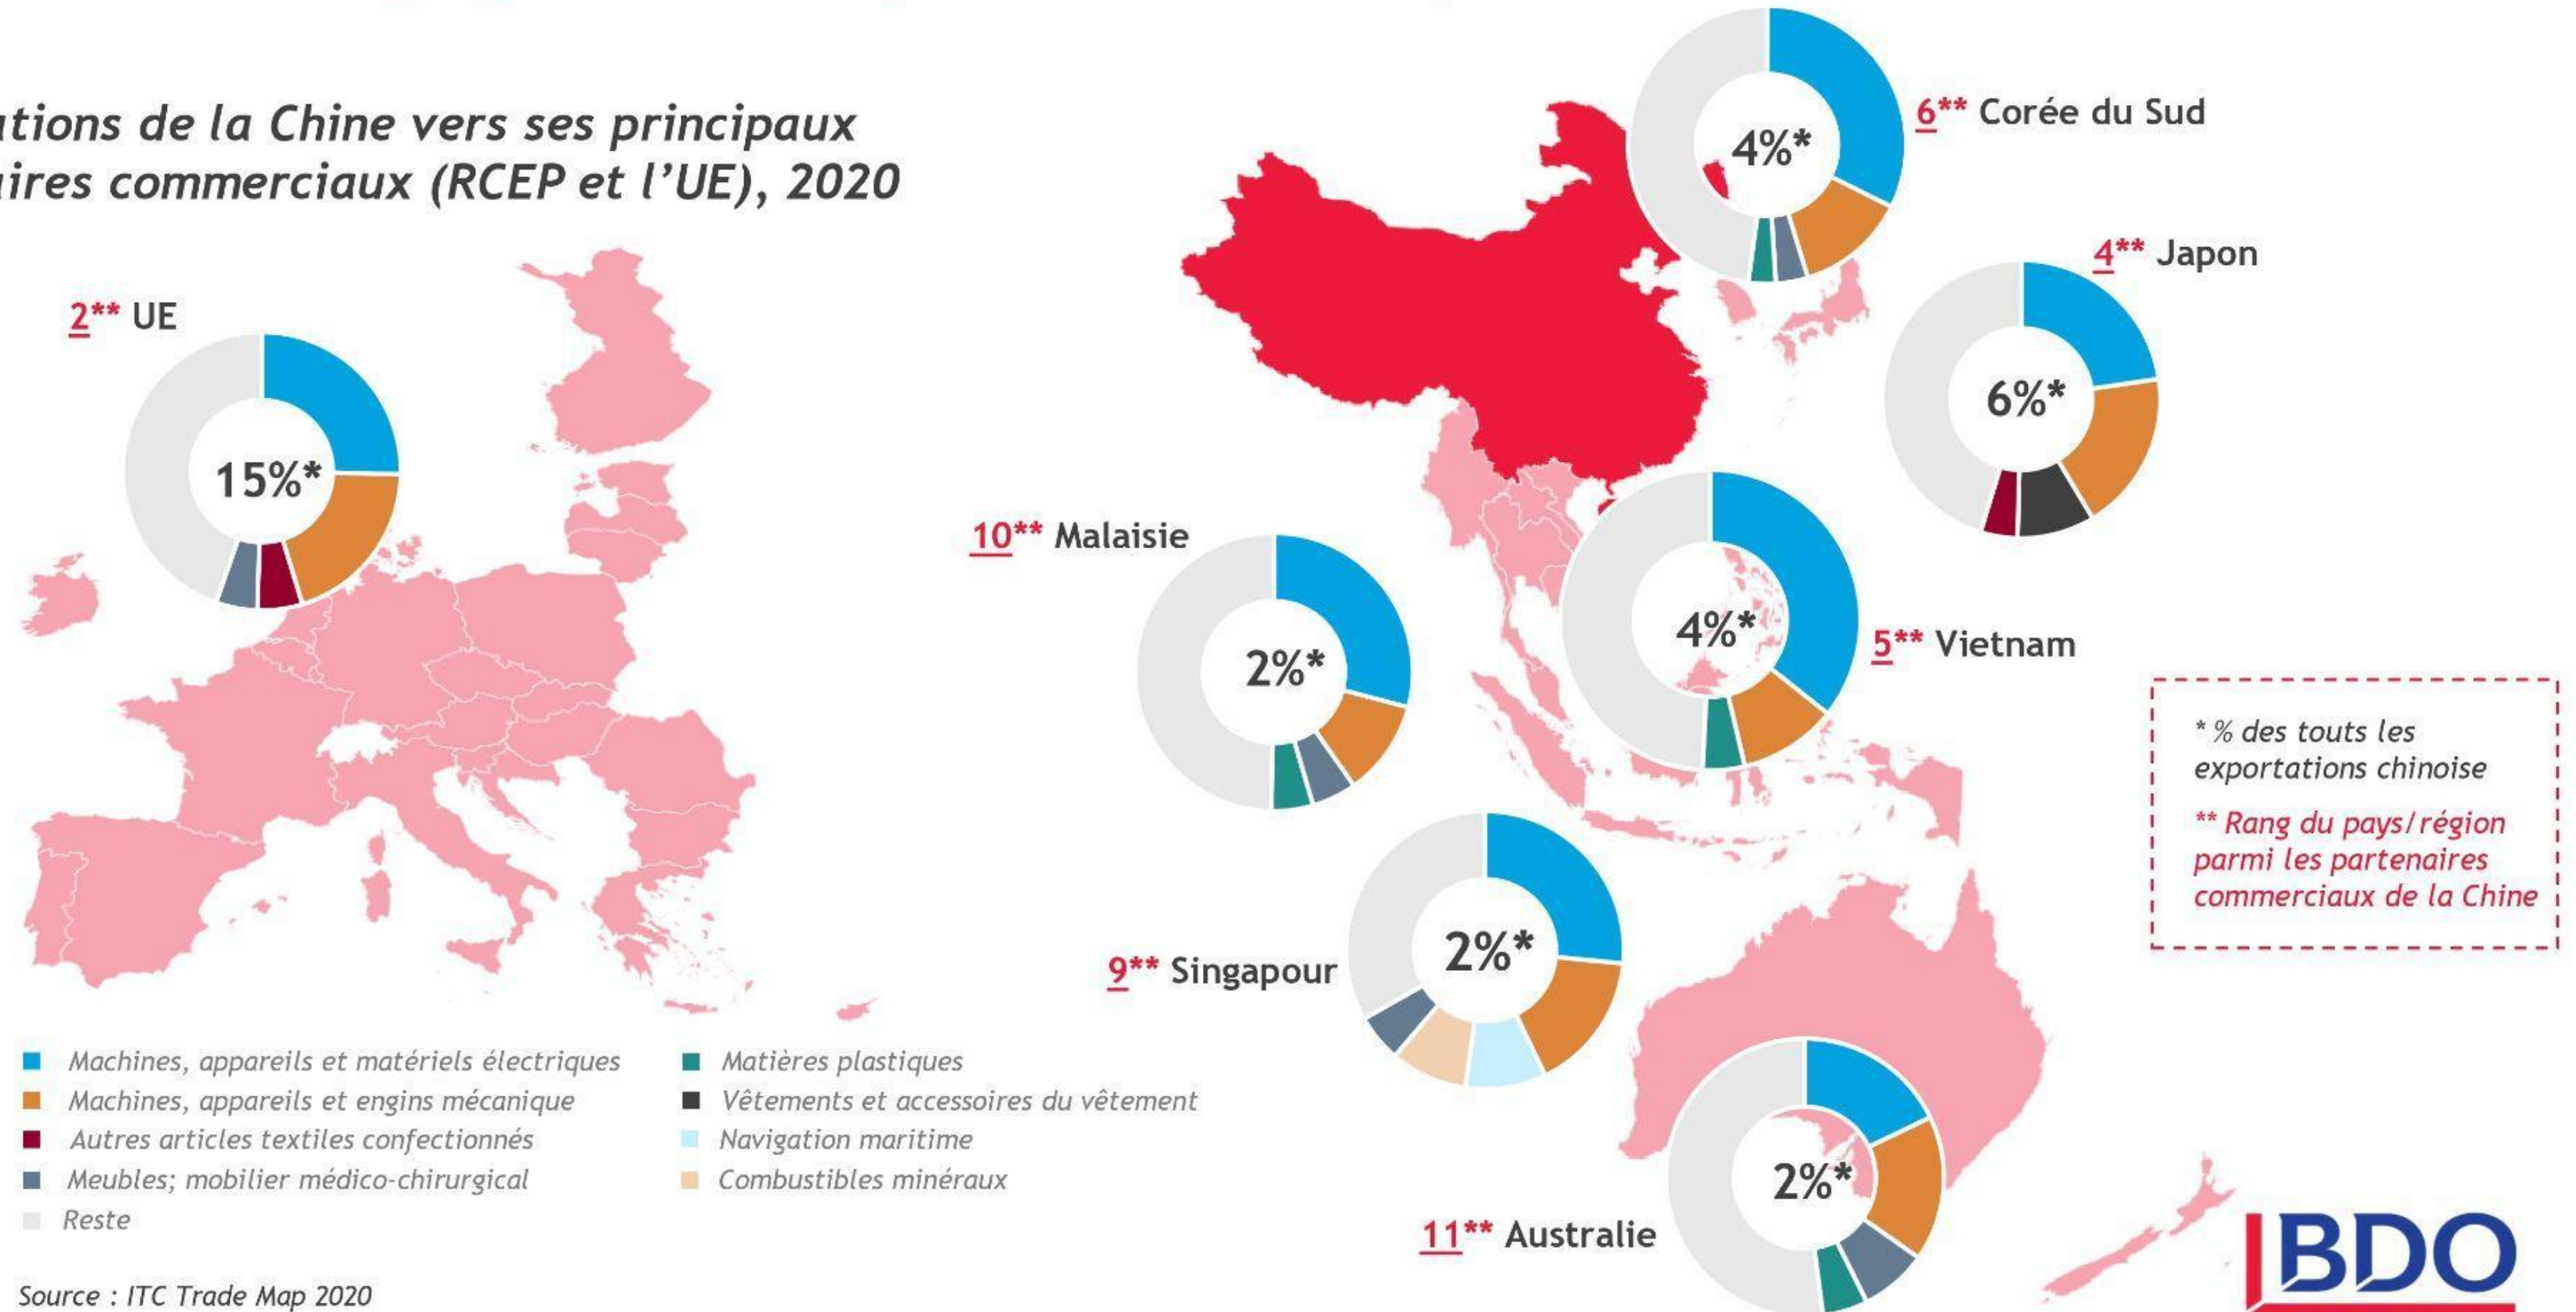 tions de la Chine vers ses principaux
ires commerciaux (RCEP et l’UE), 2020
6** Corée du Sud
4%*
4** Japon
6%*
2** UE
15%*
10** Malaisie
2%*
4%*
5** Vietnam
* % des touts les
exportations chinoise
** Rang du pays/région
parmi les partenaires
commerciaux de la Chine
9** Singapour
2%*
11** Australie
2%*
Machines, appareils et matériels électriques
Machines, appareils et engins mécanique
Autres articles textiles confectionnés
Meubles; mobilier médico-chirurgical
Reste
Matières plastiques
Vêtements et accessoires du vêtement
Navigation maritime
Combustibles minéraux
Source : ITC Trade Map 2020
BDO